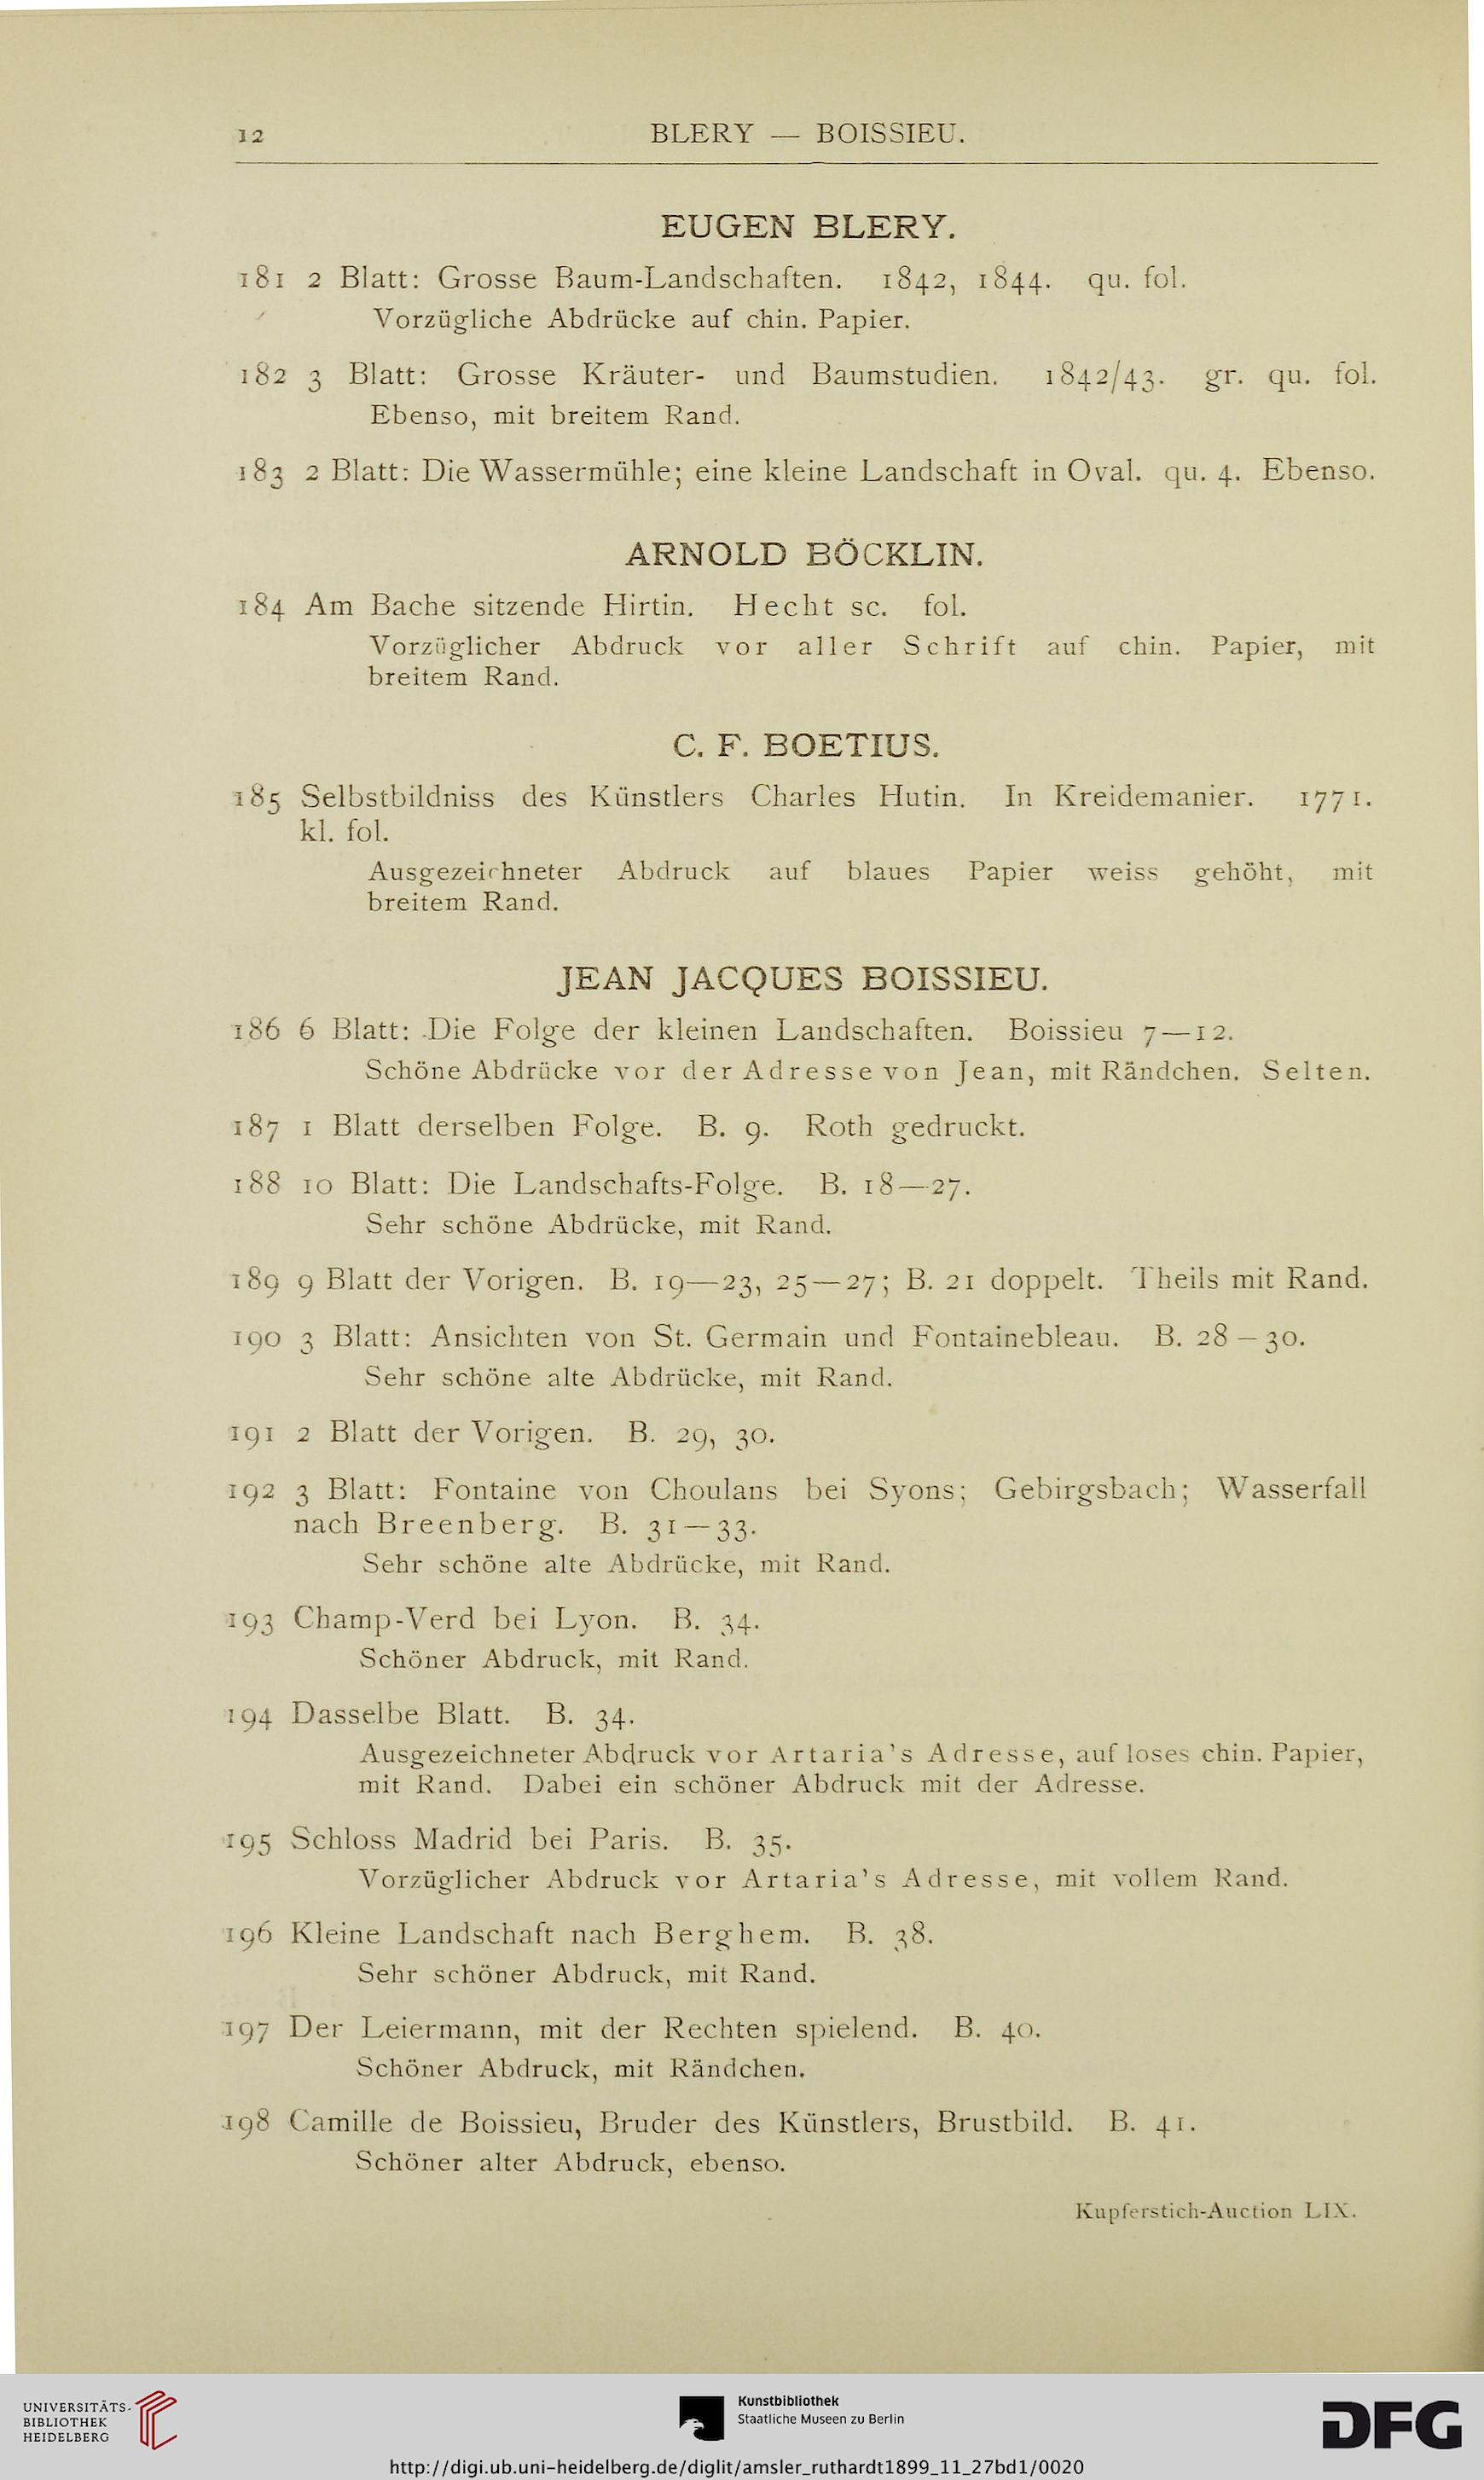 12
BLERY — BOISSIEU.
EUGEN BLERY.
181 2 Blatt: Grosse Baum-Landschaften. 1842, 1844. qu. fol.
Vorzügliche Abdrücke auf chin. Papier.
182 3 Blatt: Grosse Kräuter- und Baumstudien. 1842/43. gr. qu. fol.
Ebenso, mit breitem Rand.
183 2 Blatt: Die Wassermühle; eine kleine Landschaft in Oval. qu. 4. Ebenso.
ARNOLD BÖCKLIN.
184 Am Bache sitzende Hirtin. Hecht sc. fol.
Vorzüglicher Abdruck vor aller Schrift auf chin. Papier, mit
breitem Rand.
C. F. BOETIUS.
185 Selbstbildniss des Künstlers Charles Hutin. In Kreidemanier. 1771.
kl. fol.
Ausgezeichneter Abdruck auf blaues Papier weiss gehöht, mit
breitem Rand.
JEAN JACQUES BOISSIEU.
186 6 Blatt: Die Folge der kleinen Landschaften. Boissieu 7—12.
Schöne Abdrücke vor der Adresse von Jean, mit Rändchen. Selten.
187 1 Blatt derselben Folge. B. 9. Roth gedruckt.
188 10 Blatt: Die Landschafts-Folge. B. 18—27.
Sehr schöne Abdrücke, mit Rand.
189 9 Blatt der Vorigen. B. 19—23, 25—27; B. 21 doppelt. Theils mit Rand.
190 3 Blatt: Ansichten von St. Germain und Fontainebleau. B. 28—30.
Sehr schöne alte Abdrücke, mit Rand.
191 2 Blatt der Vorigen. B. 29, 30.
192 3 Blatt: Fontaine von Choulans bei Syons; Gebirgsbach; Wasserfall
nach Breenberg. B. 31—33.
Sehr schöne alte Abdrücke, mit Rand.
193 Champ-Verd bei Lyon. B. 34.
Schöner Abdruck, mit Rand.
194 Dasselbe Blatt. B. 34.
Ausgezeichneter Abdruck vor Artaria's Adresse, auf loses chin. Papier,
mit Rand. Dabei ein schöner Abdruck mit der Adresse.
195 Schloss Madrid bei Paris. B. 35.
Vorzüglicher Abdruck vor Artaria's Adresse, mit vollem Rand.
196 Kleine Landschaft nach Berghem. B. 38.
Sehr schöner Abdruck, mit Rand.
197 Der Leiermann, mit der Rechten spielend. B. 40.
Schöner Abdruck, mit Rändchen.
198 Camille de Boissieu, Bruder des Künstlers, Brustbild. B. 41.
Schöner alter Abdruck, ebenso.
Kupferstich-Auction LIX.
UNIVERSITÄTS-
BIBLIOTHEK
HEIDELBERG
Kunstbibliothek
Staatliche Museen zu Berlin
DFG
http://digi.ub.uni-heidelberg.de/diglit/amsler_ruthardt1899_11_27bd1/0020